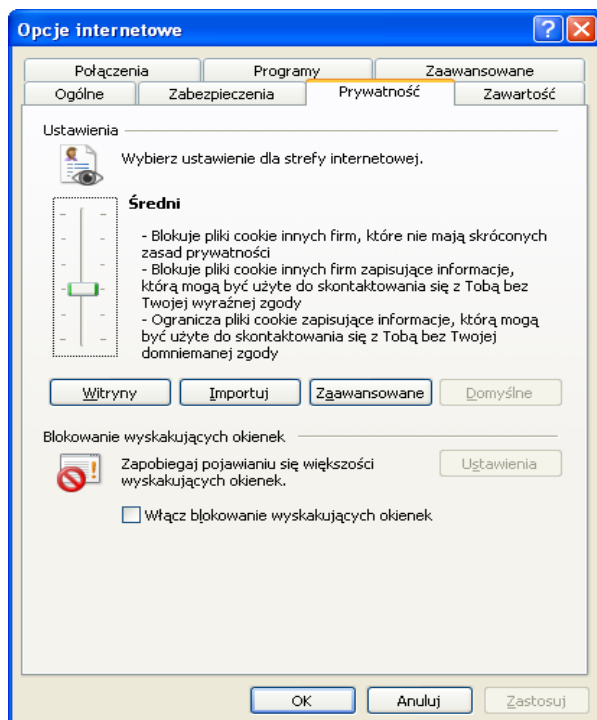 Opcje internetowe
Połączenia Programy Zaawansowane
Ogólne Zabezpieczenia Prywatność Zawartość
Ustawienia
Wybierz ustawienie dla strefy internetowej.
Średni
- Blokuje pliki cookie innych firm, które nie mają skróconych
zasad prywatności
- Blokuje pliki cookie innych firm zapisujące informacje,
którą mogą być użyte do skontaktowania się z Tobą bez
Twojej wyraźnej zgody
- Ogranicza pliki cookie zapisujące informacje, którą mogą
być użyte do skontaktowania się z Tobą bez Twojej
domniemanej zgody
Witryny Importuj Zaawansowane Domyślne
Blokowanie wyskakujących okienek
Zapobiegaj pojawianiu się większości
wyskakujących okienek.
Ustawienia
Włącz blokowanie wyskakujących okienek
OK Anuluj Zastosuj